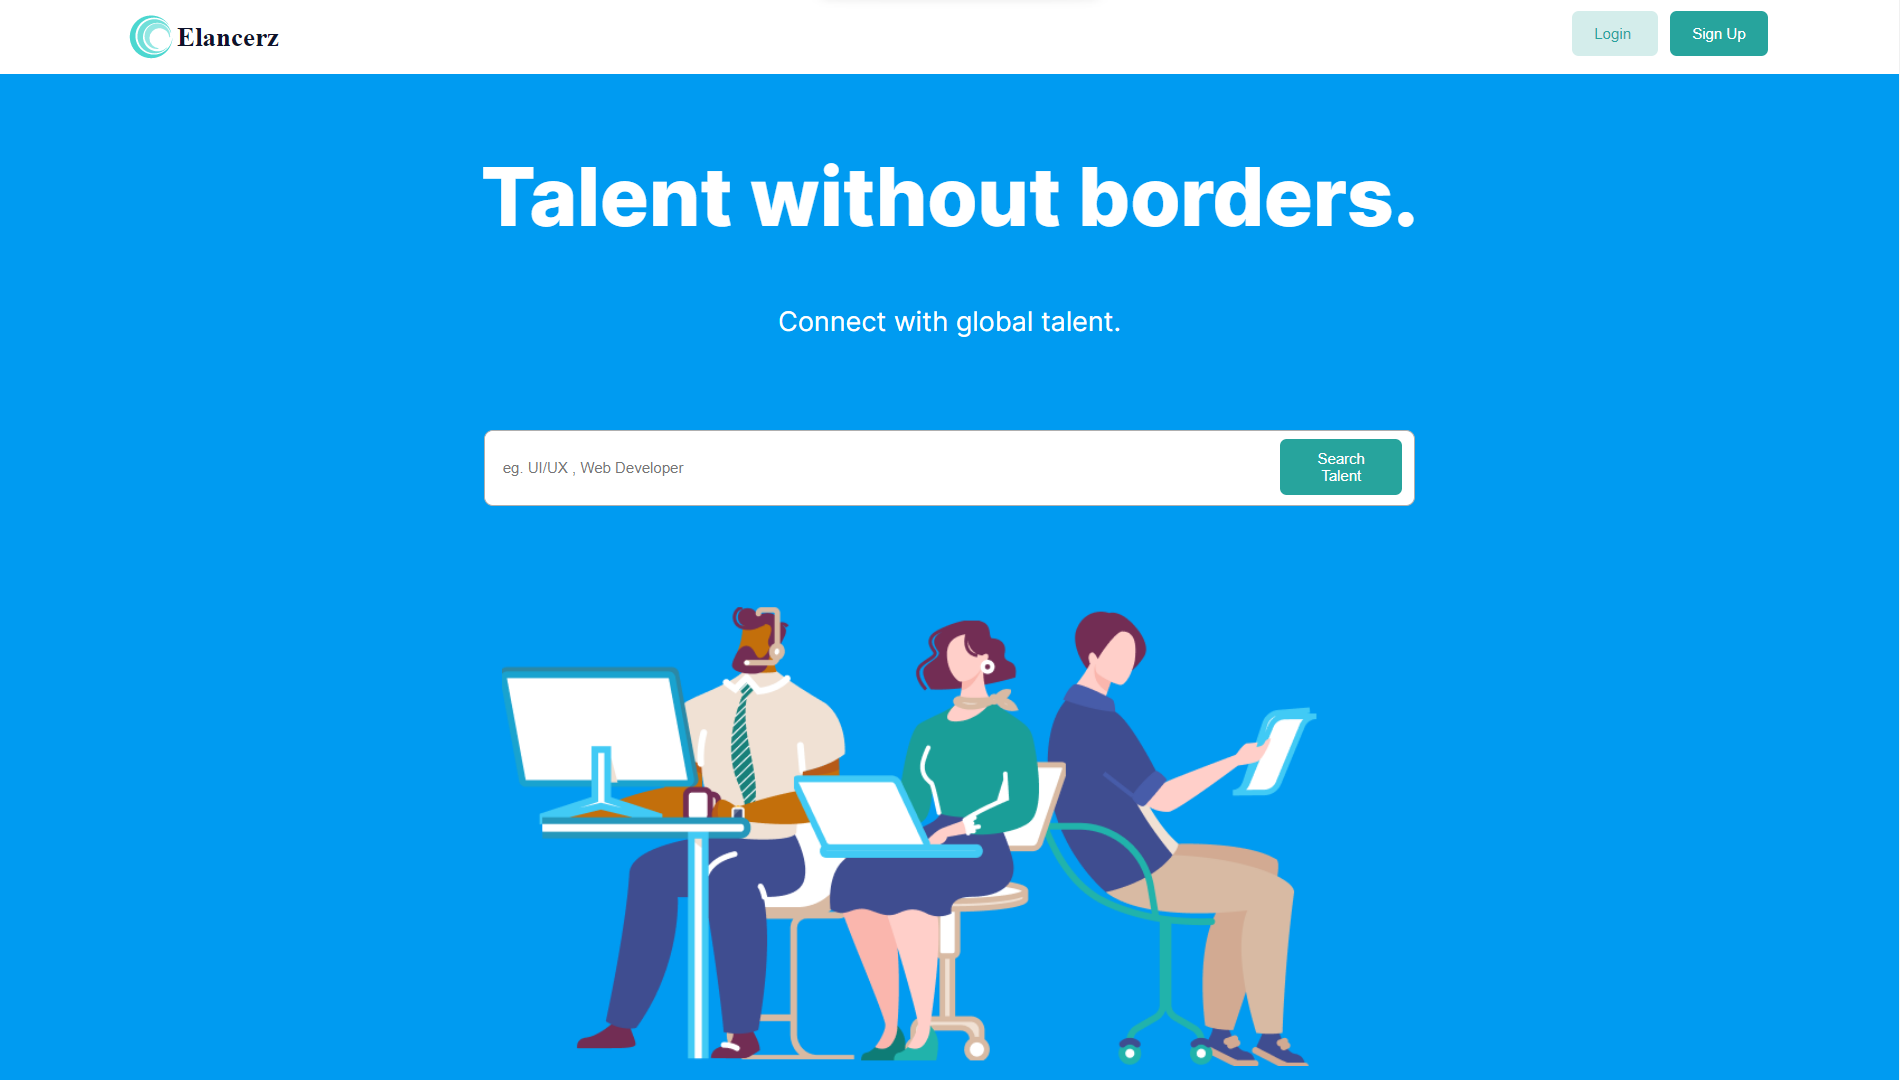 Elancerz
Login
Sign Up
Talent without borders.
Connect with global talent.
eg. UI/UX , Web Developer
Search
Talent